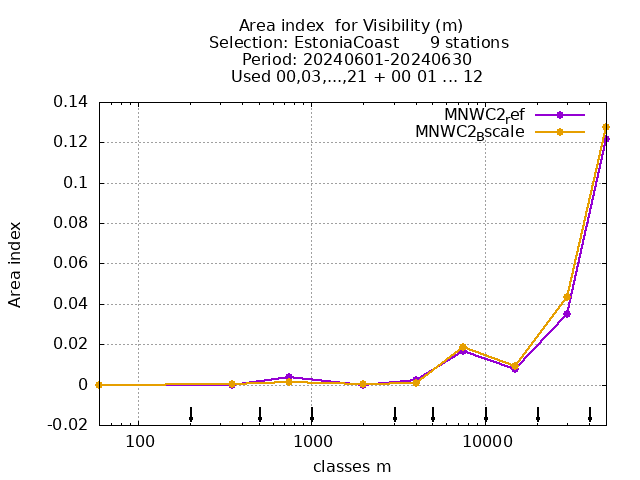 Area index  for Visibility (m)
Selection: EstoniaCoast      9 stations
Period: 20240601-20240630
Used 00,03,...,21 + 00 01 ... 12
MNWC2ref
MNWC2Bscale
0.14
0.12
0.1
0.08
0.06
0.04
0.02
0
-0.02
Area index
100
1000
10000
classes m